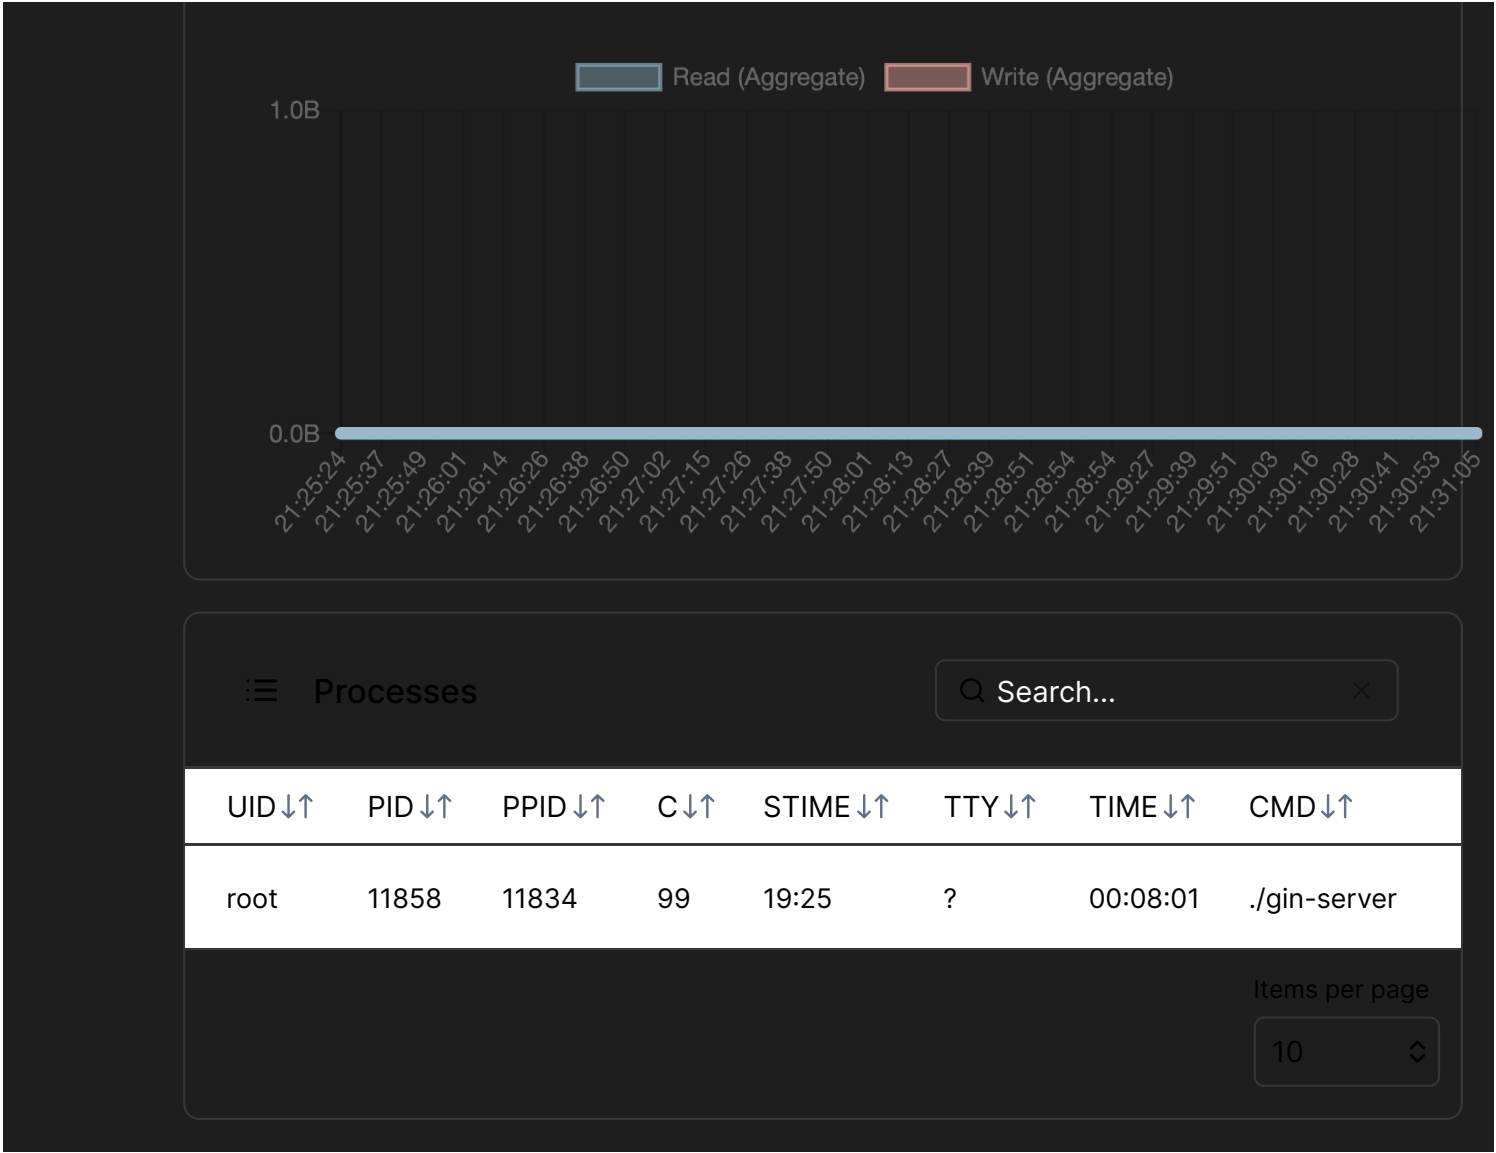 Read (Aggregate) Write (Aggregate)
1.0B
0.0B
21:25:24 21:25:37 21:25:49 21:26:01 21:26:14 21:26:26 21:26:38 21:26:50 21:27:02 21:27:15 21:27:26 21:27:38 21:27:50 21:28:01 21:28:13 21:28:27 21:28:39 21:28:51 21:28:54 21:28:54 21:29:27 21:29:39 21:29:51 21:30:03 21:30:16 21:30:28 21:30:41 21:30:53 21:31:05
Processes Search...
UID PID PPID C STIME TTY TIME CMD
root 11858 11834 99 19:25 ? 00:08:01 ./gin-server
Items per page
10